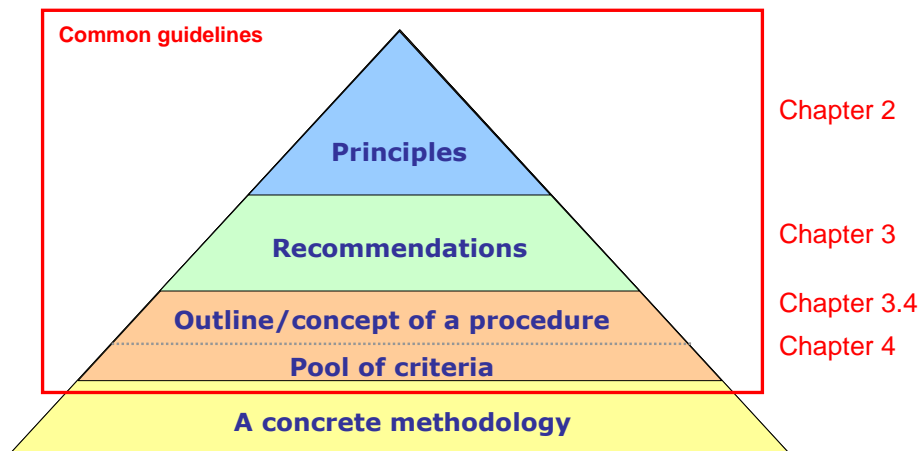 Common guidelines
Chapter 2
Principles
Chapter 3
Recommendations
Chapter 3.4
Outline/concept of a procedure
Chapter 4
Pool of criteria
A concrete methodology